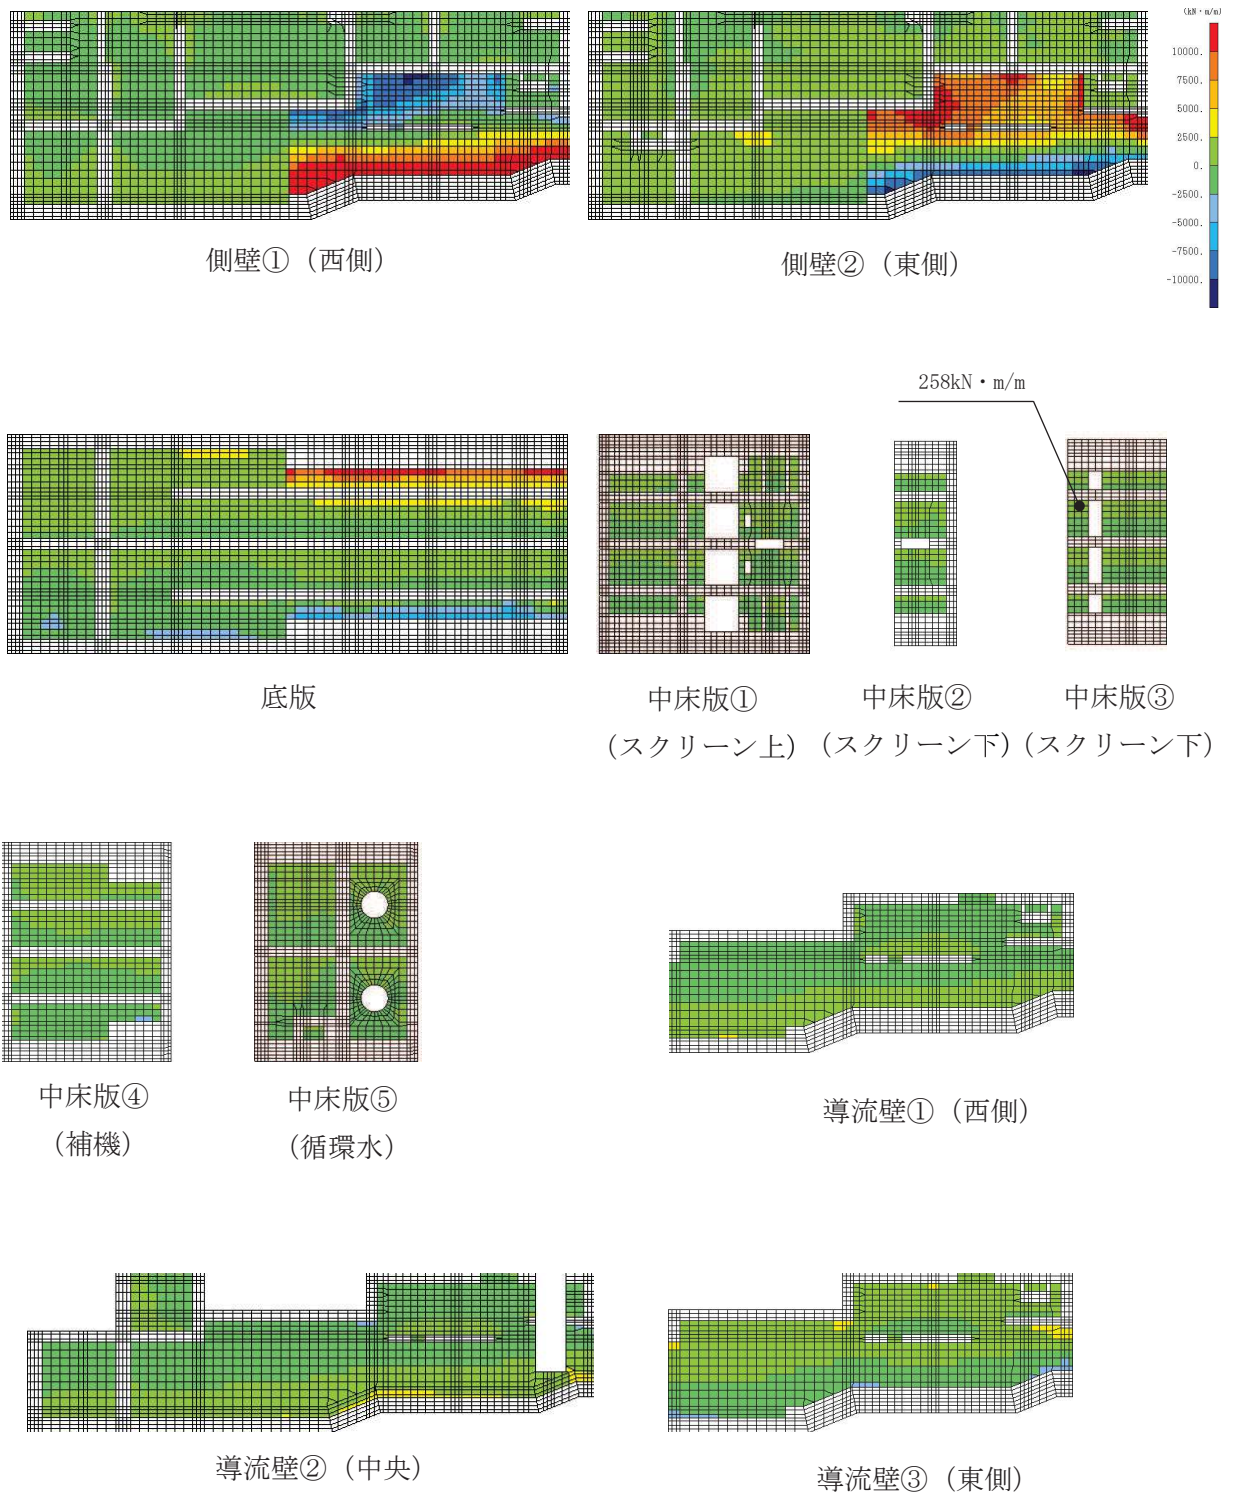 (kN・m/m)
10000.
7500.
5000.
2500.
0.
-2500.
-5000.
-7500.
-10000.
側壁①（西側）
側壁②（東側）
258kN・m/m
底版
中床版①
（スクリーン上）
中床版②
（スクリーン下）
中床版③
（スクリーン下）
中床版④
（補機）
中床版⑤
（循環水）
導流壁①（西側）
導流壁②（中央）
導流壁③（東側）